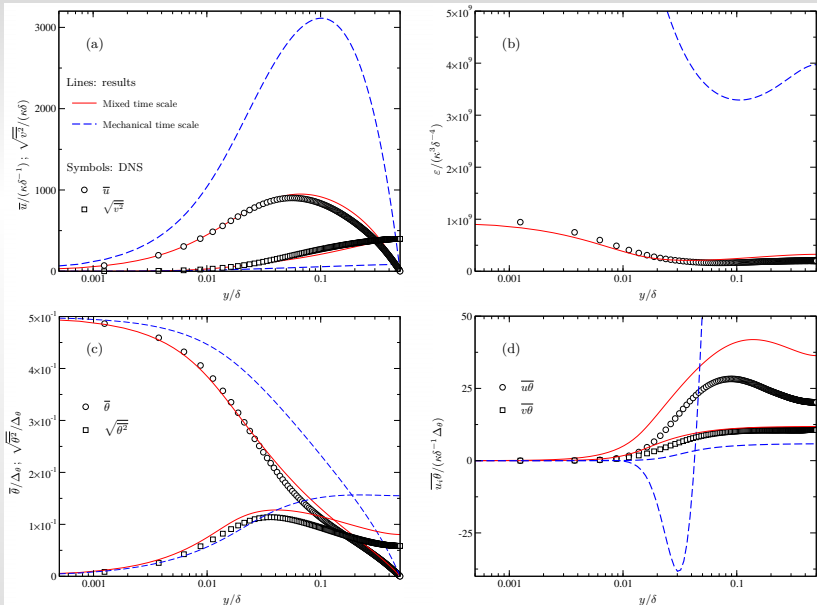 (a)
Lines: results
Mixed time scale
Mechanical time scale
Symbols: DNS
u̅
√v̅²̅
u̅/(κδ⁻¹) ; √v̅²̅/(κδ)
3000
2000
1000
0
0.001 0.01 0.1
y/δ
(b)
ε/(κ³δ⁻⁴)
5×10⁹
4×10⁹
3×10⁹
2×10⁹
1×10⁹
0
0.001 0.01 0.1
y/δ
(c)
θ̅
√θ̅²̅
θ̅/Δθ ; √θ̅²̅/Δθ
5×10⁻¹
4×10⁻¹
3×10⁻¹
2×10⁻¹
1×10⁻¹
0
0.001 0.01 0.1
y/δ
(d)
u̅θ̅
v̅θ̅
u̅ᵢ̅θ̅/(κδ⁻¹Δθ)
50
25
0
-25
0.001 0.01 0.1
y/δ